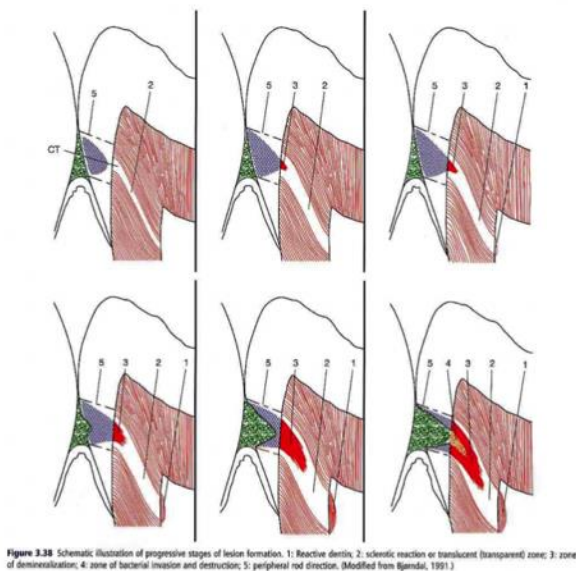 5 2
CT
5 3 2
5 3 2 1
5 3 2 1
5 3 2 1
5 4 3 2 1
Figure 3.38 Schematic illustration of progressive stages of lesion formation. 1: Reactive dentin; 2: sclerotic reaction or translucent (transparent) zone; 3: zone
of demineralization; 4: zone of bacterial invasion and destruction; 5: peripheral rod direction. (Modified from Bjørndal, 1991.)